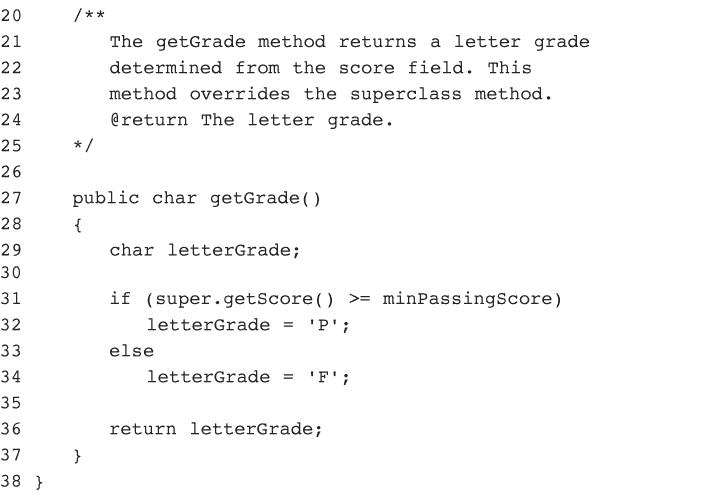 20 /**
21 The getGrade method returns a letter grade
22 determined from the score field. This
23 method overrides the superclass method.
24 @return The letter grade.
25 */
26
27 public char getGrade()
28 {
29 char letterGrade;
30
31 if (super.getScore() >= minPassingScore)
32 letterGrade = 'P';
33 else
34 letterGrade = 'F';
35
36 return letterGrade;
37 }
38 }